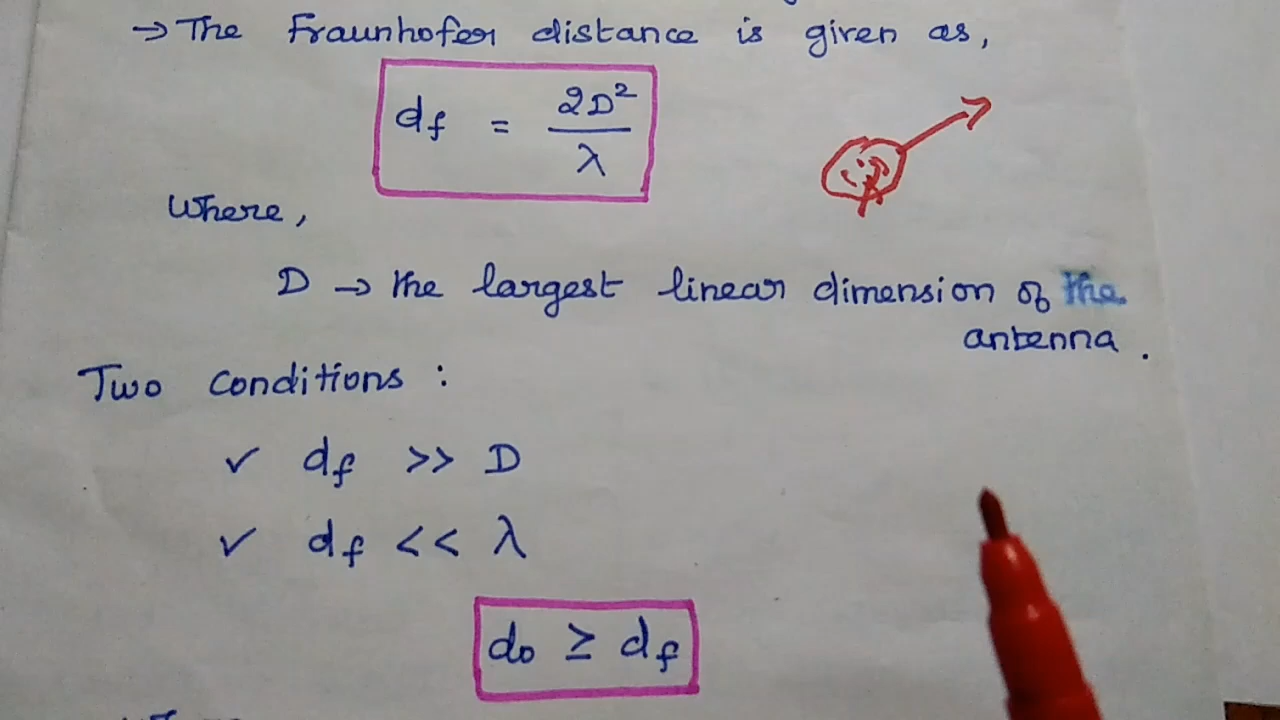 → The Fraunhofer distance is given as,
df = 2D²/λ
Where,
D → the largest linear dimension of the
antenna.
Two conditions :
✓ df >> D
✓ df << λ
do ≥ df